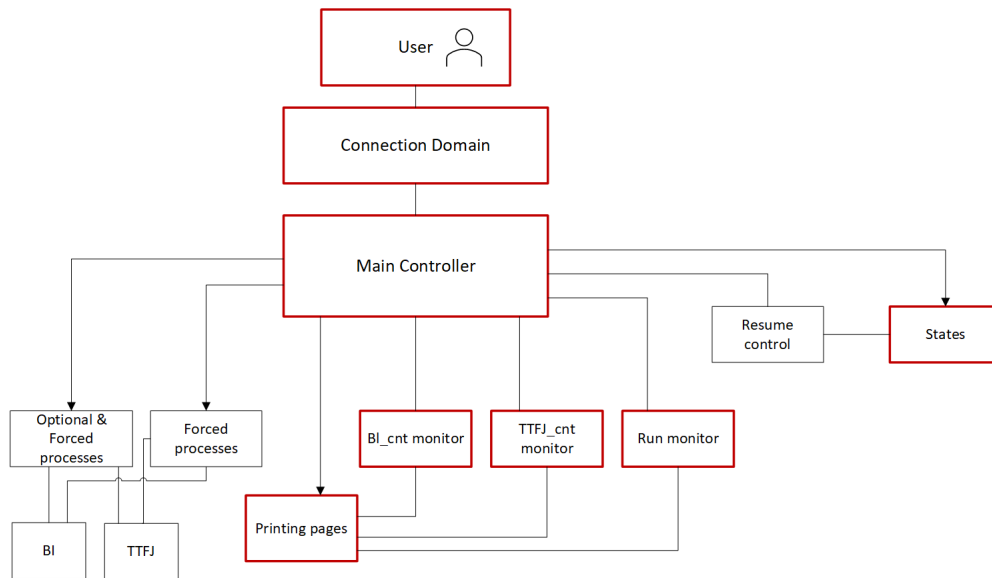 User
Connection Domain
Main Controller
Resume
control
States
Optional &
Forced
processes
Forced
processes
BI_cnt monitor
TTFJ_cnt
monitor
Run monitor
Printing pages
BI
TTFJ